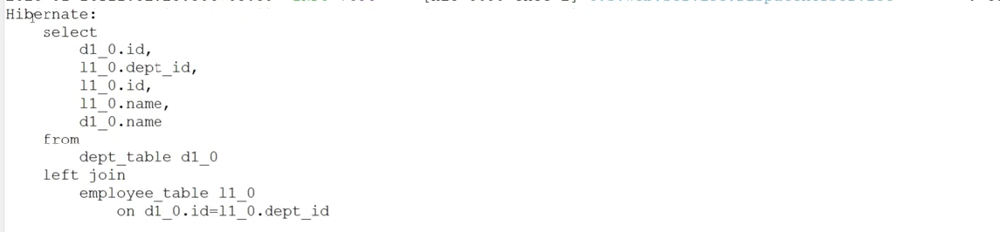 Hibernate:
select
d1_0.id,
l1_0.dept_id,
l1_0.id,
l1_0.name,
d1_0.name
from
dept_table d1_0
left join
employee_table l1_0
on d1_0.id=l1_0.dept_id